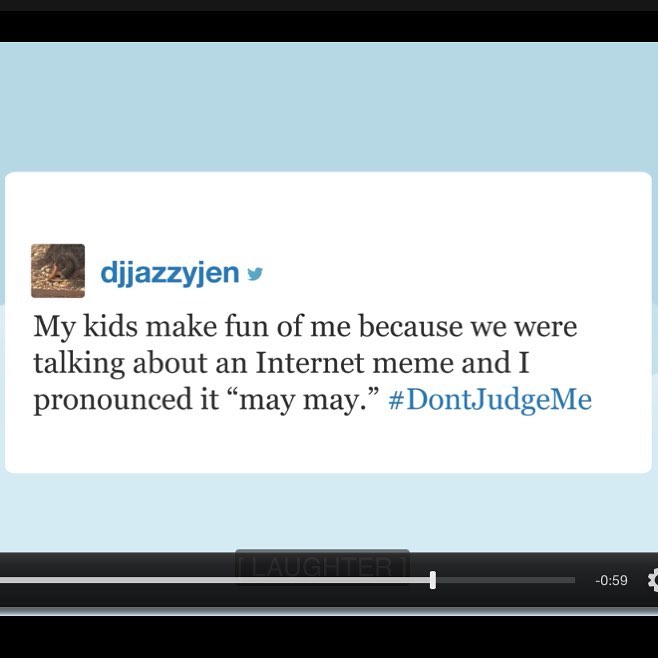 djjazzyjen
My kids make fun of me because we were
talking about an Internet meme and I
pronounced it “may may.” #DontJudgeMe
[ LAUGHTER ]
-0:59